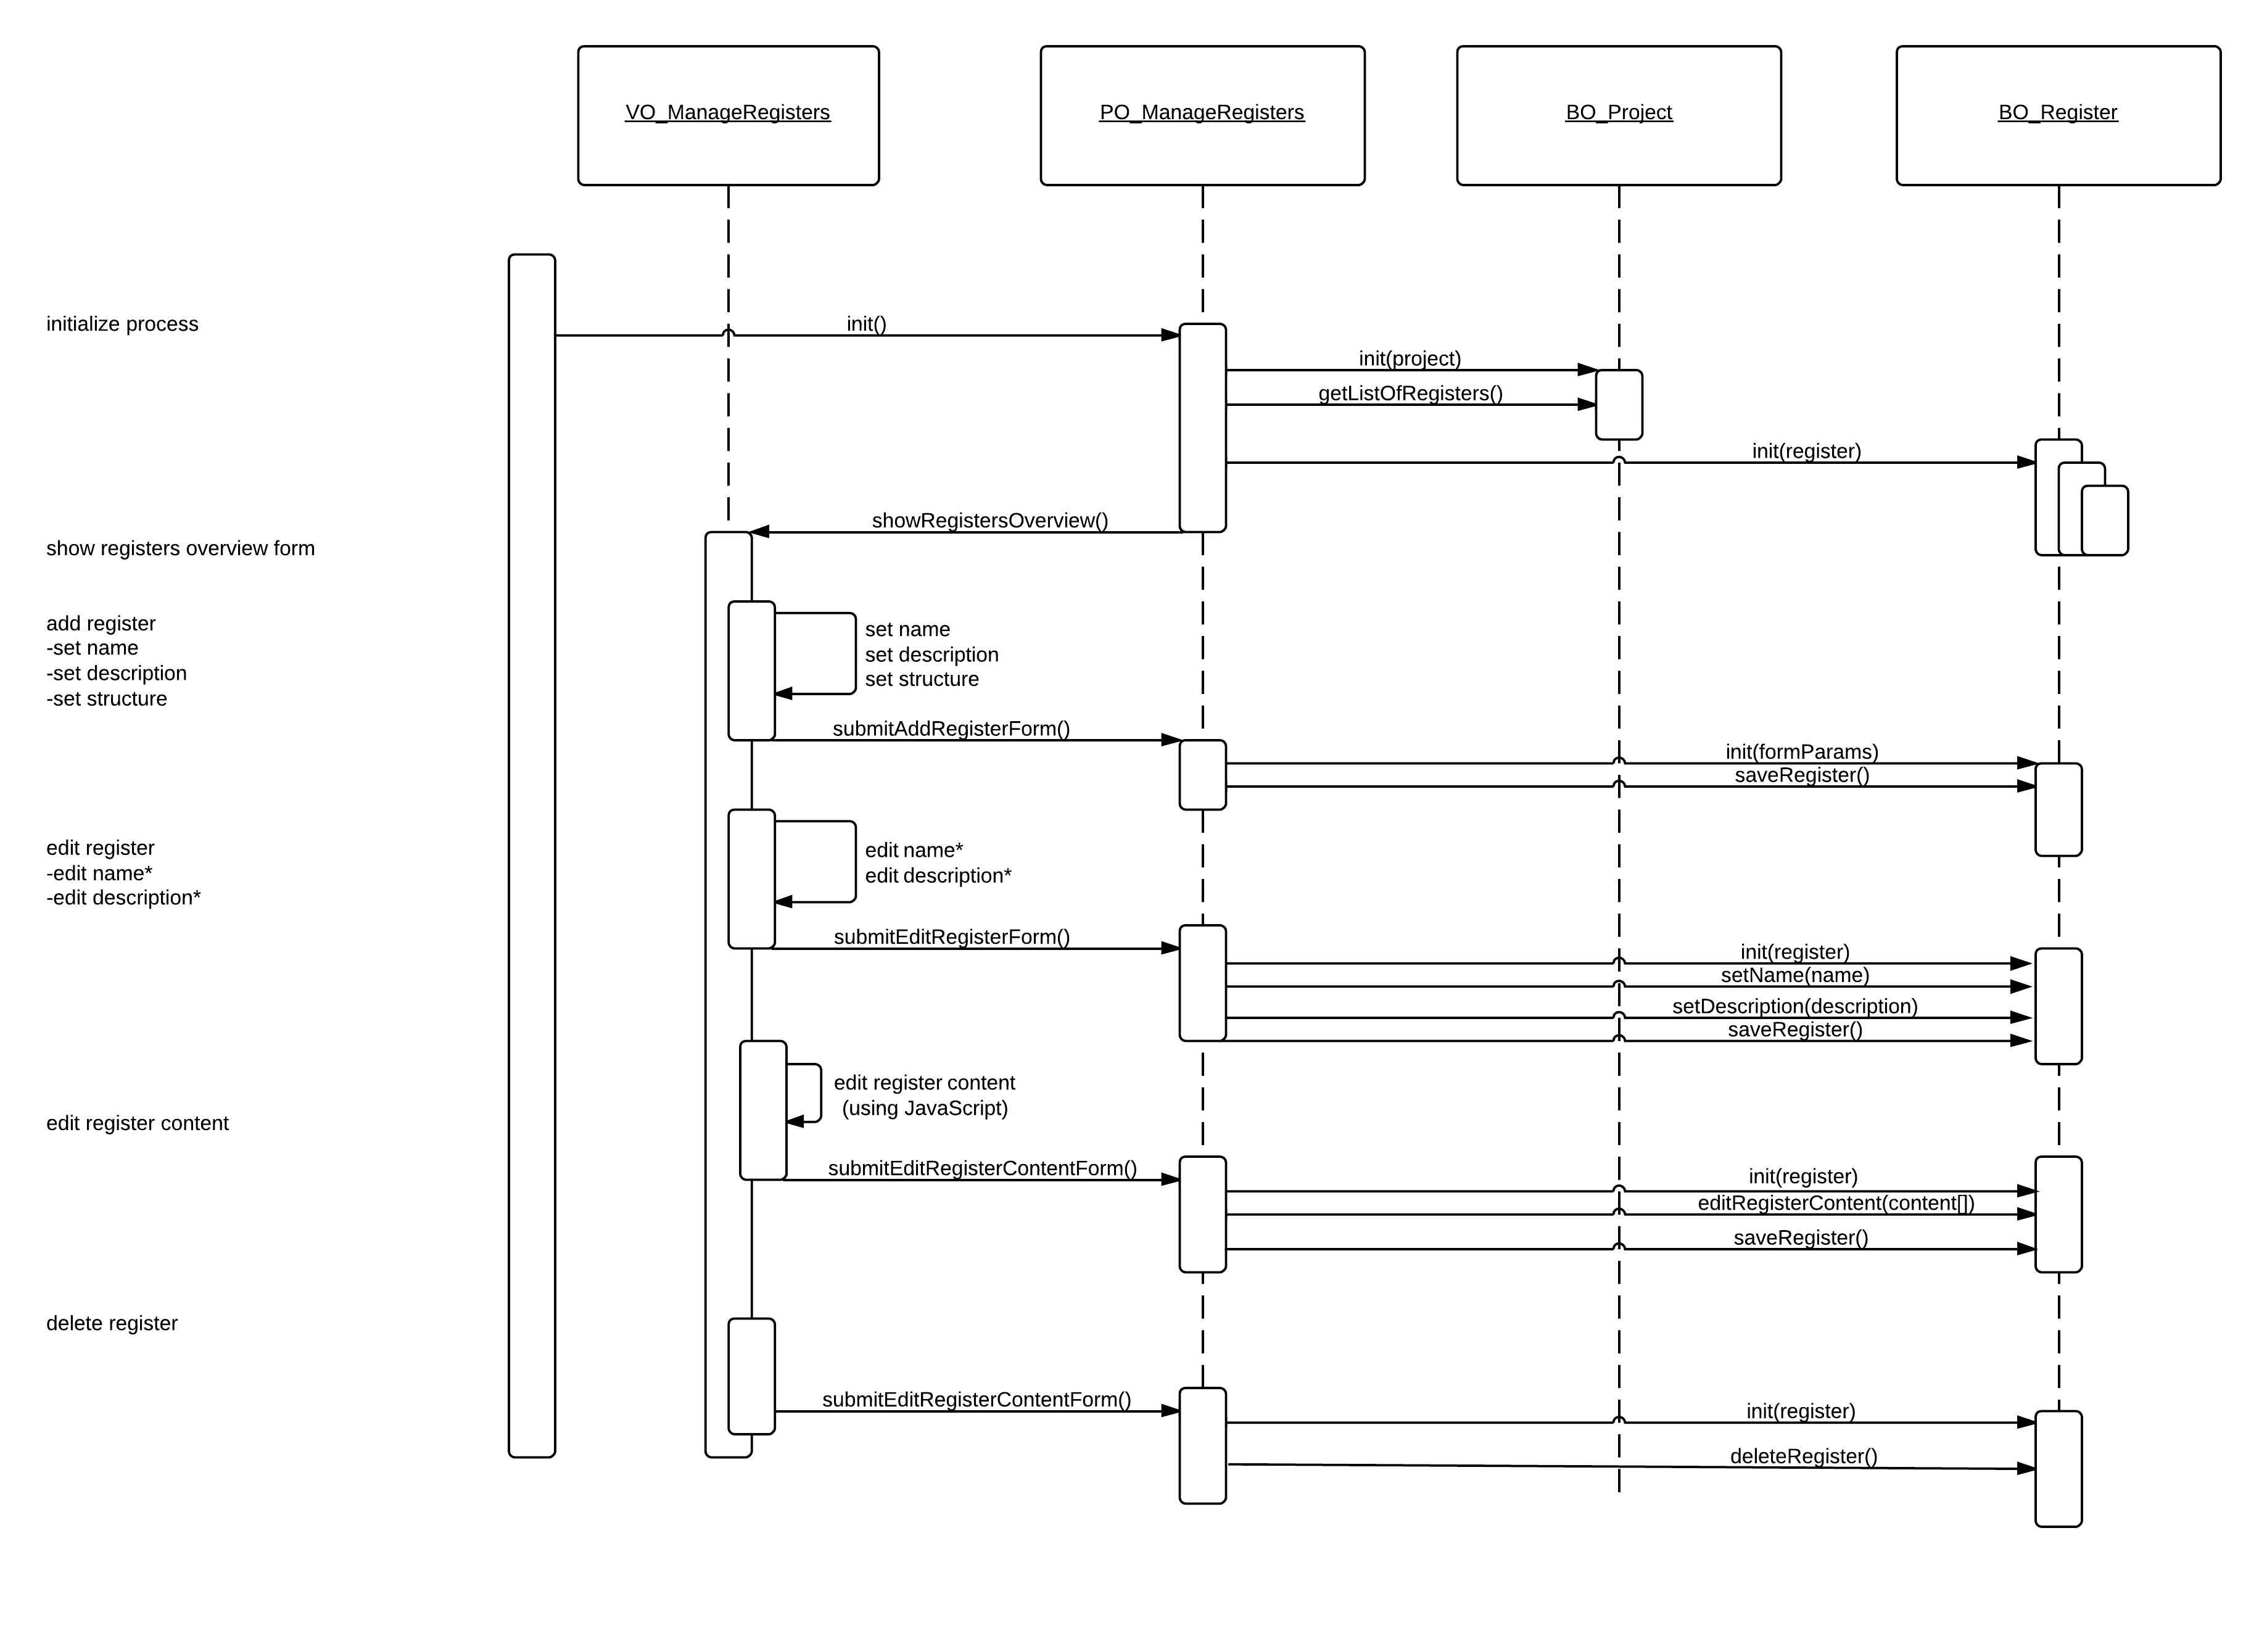 VO_ManageRegisters
PO_ManageRegisters
BO_Project
BO_Register
initialize process
init()
init(project)
getListOfRegisters()
init(register)
showRegistersOverview()
show registers overview form
add register
-set name
-set description
-set structure
set name
set description
set structure
submitAddRegisterForm()
init(formParams)
saveRegister()
edit register
-edit name*
-edit description*
edit name*
edit description*
submitEditRegisterForm()
init(register)
setName(name)
setDescription(description)
saveRegister()
edit register content
(using JavaScript)
edit register content
submitEditRegisterContentForm()
init(register)
editRegisterContent(content[])
saveRegister()
delete register
submitEditRegisterContentForm()
init(register)
deleteRegister()